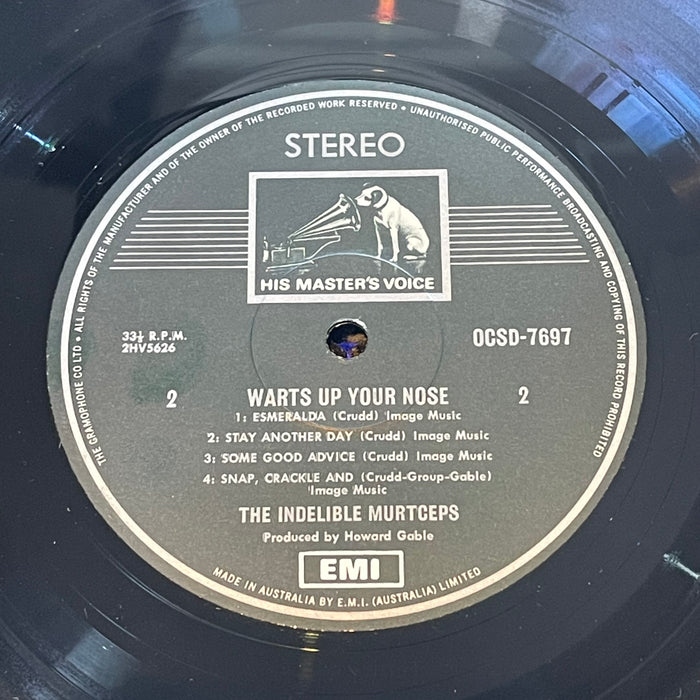 ALL RIGHTS OF THE MANUFACTURER AND OF THE OWNER OF THE RECORDED WORK RESERVED • UNAUTHORISED PUBLIC PERFORMANCE BROADCASTING AND COPYING OF THIS RECORD PROHIBITED
STEREO
HIS MASTER'S VOICE
33⅓ R.P.M.
2HV5626
OCSD-7697
2 WARTS UP YOUR NOSE 2
1: ESMERALDA (Crudd) Image Music
2: STAY ANOTHER DAY (Crudd) Image Music
3: SOME GOOD ADVICE (Crudd) Image Music
4: SNAP, CRACKLE AND (Crudd-Group-Gable)
Image Music
THE INDELIBLE MURTCEPS
Produced by Howard Gable
EMI
MADE IN AUSTRALIA BY E.M.I. (AUSTRALIA) LIMITED
THE GRAMOPHONE CO LTD •